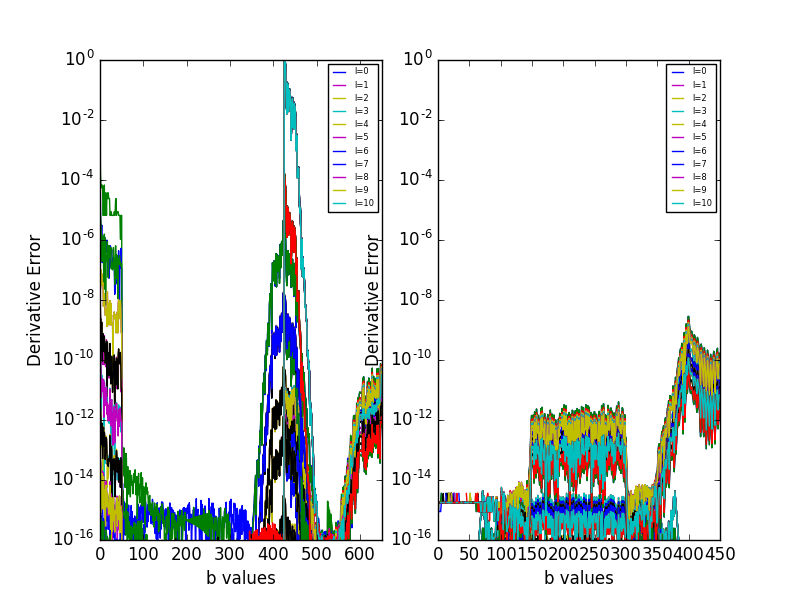 10^0
10^-2
10^-4
10^-6
10^-8
10^-10
10^-12
10^-14
10^-16
Derivative Error
0 100 200 300 400 500 600
b values
l=0
l=1
l=2
l=3
l=4
l=5
l=6
l=7
l=8
l=9
l=10
10^0
10^-2
10^-4
10^-6
10^-8
10^-10
10^-12
10^-14
10^-16
Derivative Error
0 50 100 150 200 250 300 350 400 450
b values
l=0
l=1
l=2
l=3
l=4
l=5
l=6
l=7
l=8
l=9
l=10